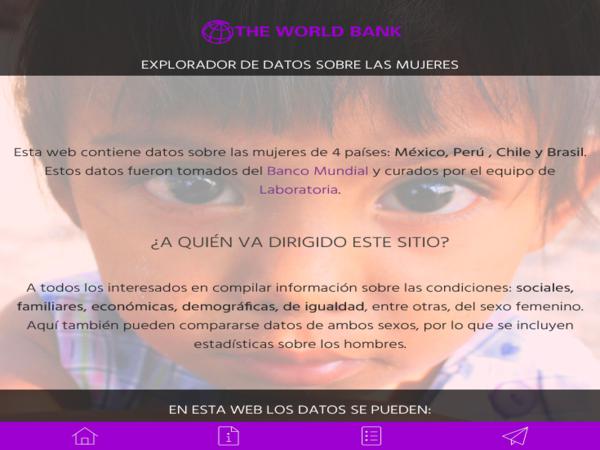 THE WORLD BANK
EXPLORADOR DE DATOS SOBRE LAS MUJERES
Esta web contiene datos sobre las mujeres de 4 países: México, Perú , Chile y Brasil.
Estos datos fueron tomados del Banco Mundial y curados por el equipo de
Laboratoria.
¿A QUIÉN VA DIRIGIDO ESTE SITIO?
A todos los interesados en compilar información sobre las condiciones: sociales,
familiares, económicas, demográficas, de igualdad, entre otras, del sexo femenino.
Aquí también pueden compararse datos de ambos sexos, por lo que se incluyen
estadísticas sobre los hombres.
EN ESTA WEB LOS DATOS SE PUEDEN: